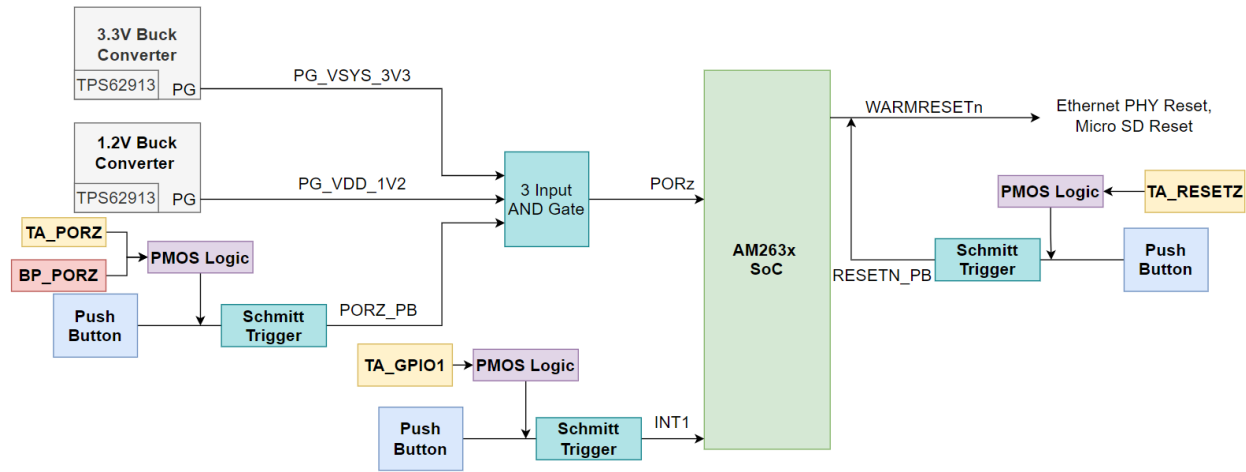 3.3V Buck
Converter
TPS62913
PG
PG_VSYS_3V3
1.2V Buck
Converter
TPS62913
PG
PG_VDD_1V2
TA_PORZ
BP_PORZ
PMOS Logic
Push
Button
Schmitt
Trigger
PORZ_PB
3 Input
AND Gate
PORz
TA_GPIO1
PMOS Logic
Push
Button
Schmitt
Trigger
INT1
AM263x
SoC
WARMRESETn
Ethernet PHY Reset,
Micro SD Reset
PMOS Logic
TA_RESETZ
RESETN_PB
Schmitt
Trigger
Push
Button